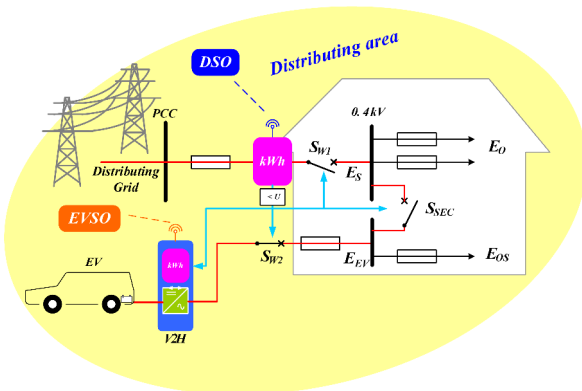 DSO
Distributing area
PCC
0.4kV
Distributing
Grid
kWh
S_W1
E_S
E_O
< U
S_SEC
EVSO
kWh
S_W2
E_EV
E_OS
EV
V2H